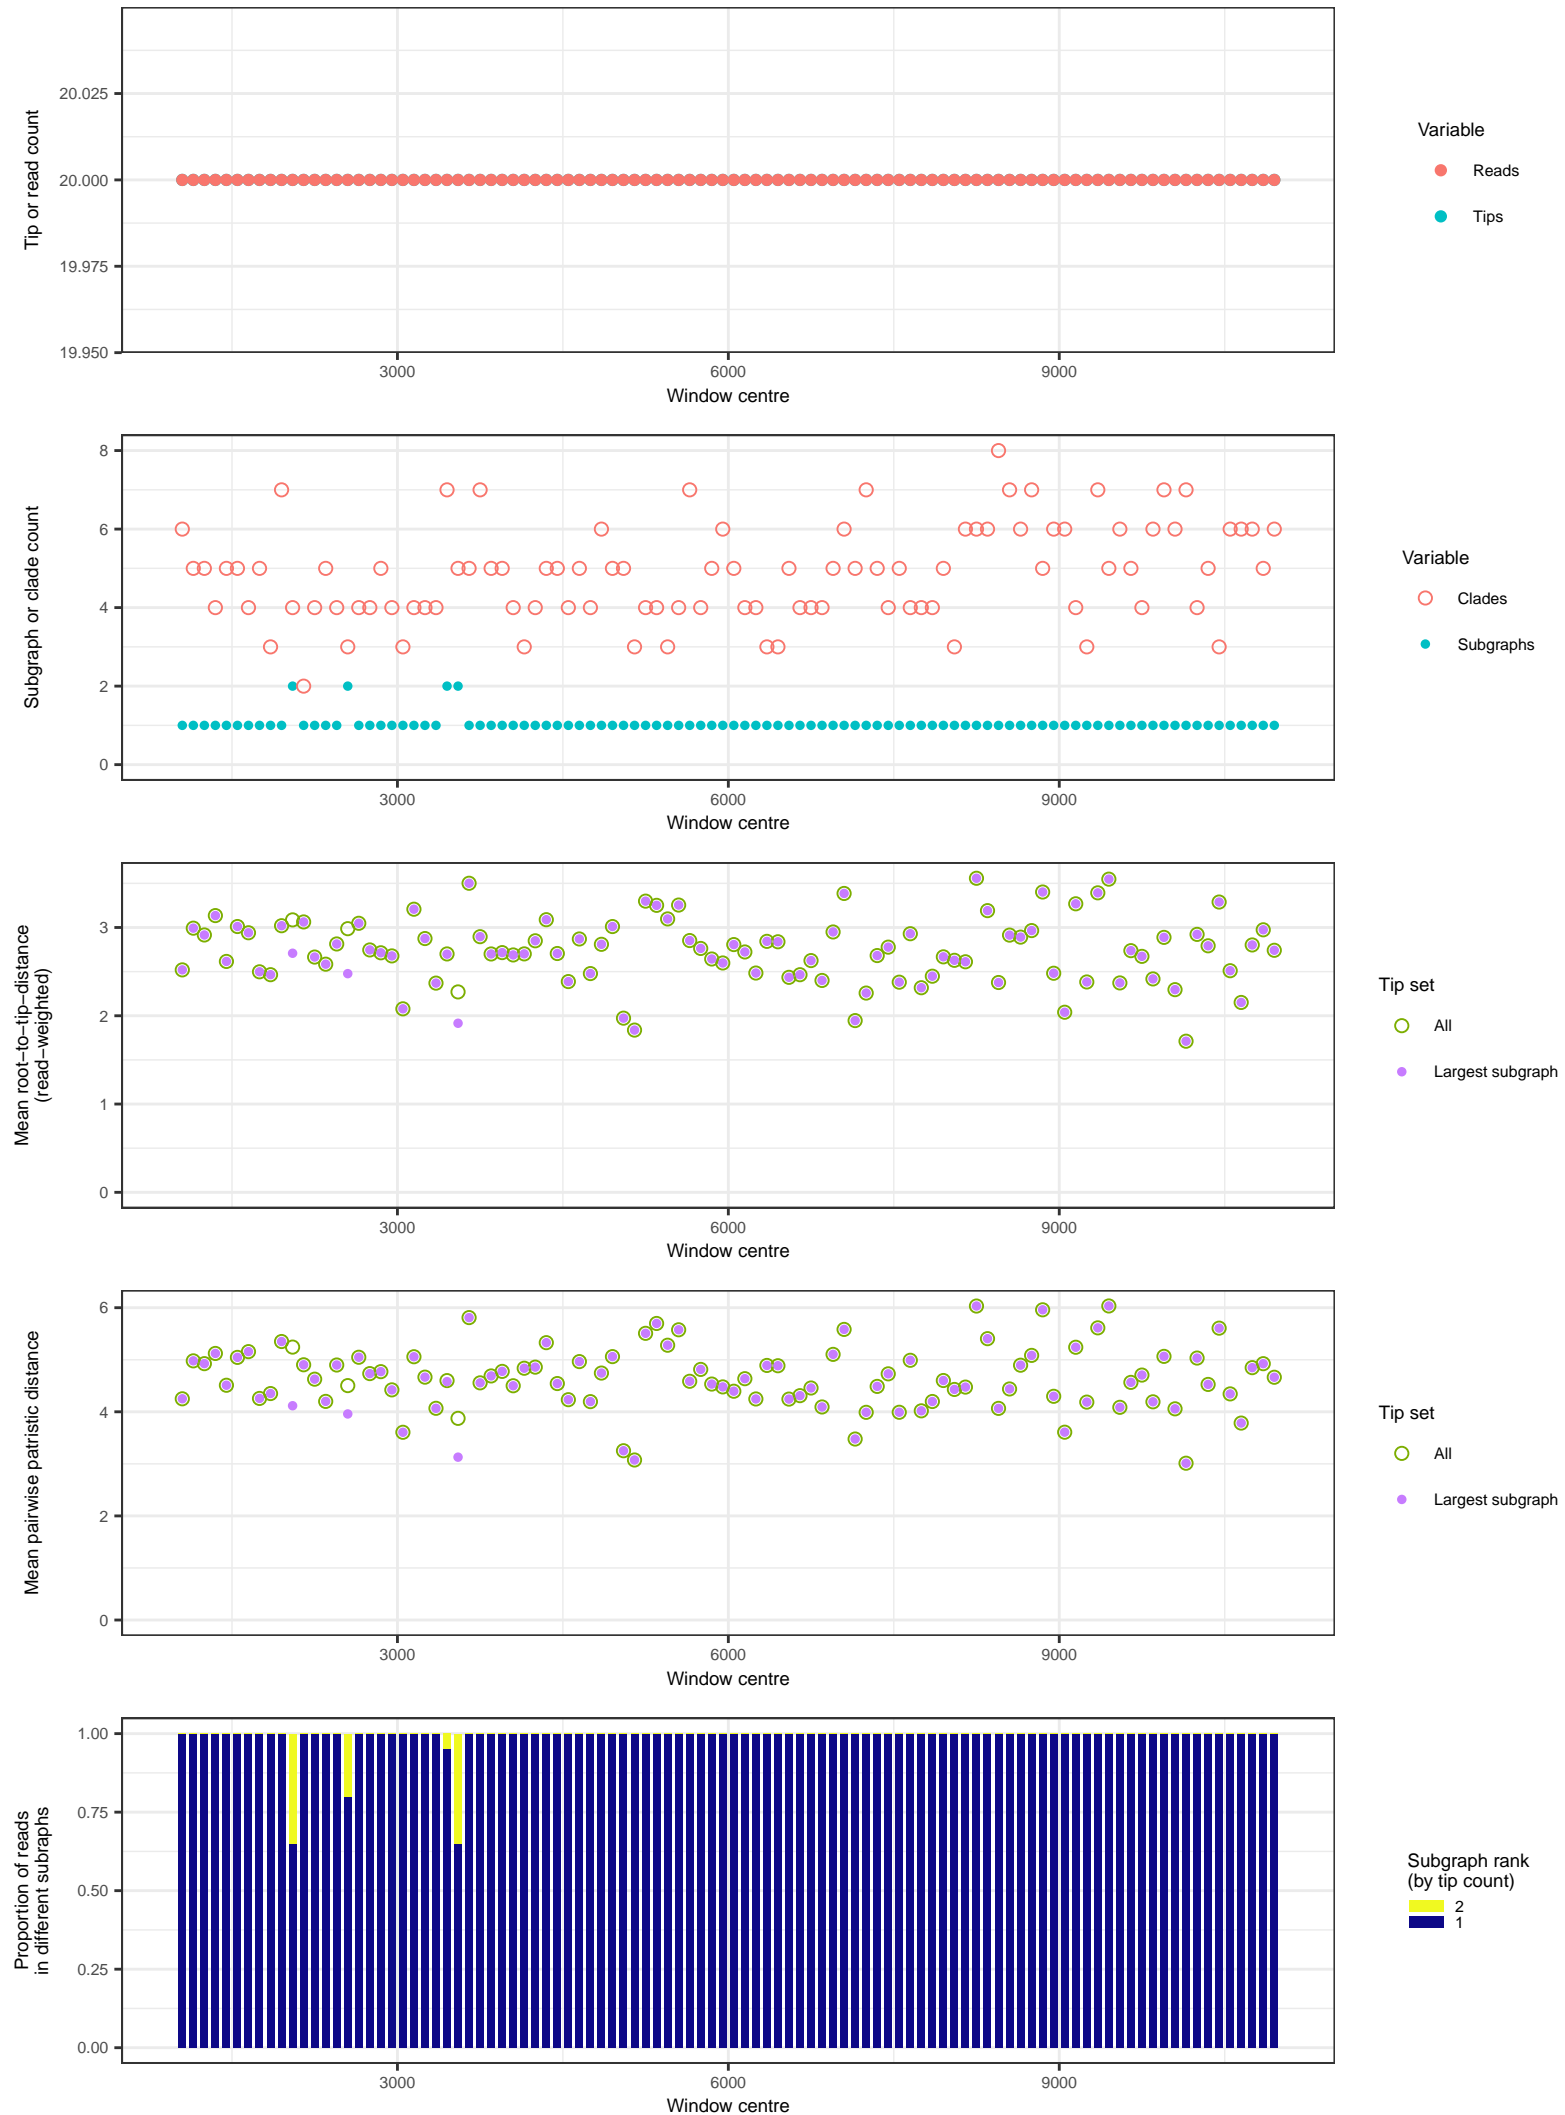 Tip or read count
20.025
20.000
19.975
19.950
3000 6000 9000
Window centre
Variable
Reads
Tips
Subgraph or clade count
8
6
4
2
0
3000 6000 9000
Window centre
Variable
Clades
Subgraphs
Mean root−to−tip−distance
(read−weighted)
3
2
1
0
3000 6000 9000
Window centre
Tip set
All
Largest subgraph
Mean pairwise patristic distance
6
4
2
0
3000 6000 9000
Window centre
Tip set
All
Largest subgraph
Proportion of reads
in different subraphs
1.00
0.75
0.50
0.25
0.00
3000 6000 9000
Window centre
Subgraph rank
(by tip count)
2
1